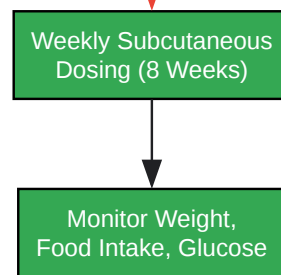 Weekly Subcutaneous
Dosing (8 Weeks)
Monitor Weight,
Food Intake, Glucose